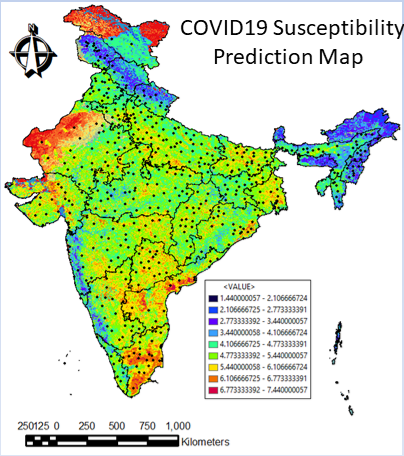 COVID19 Susceptibility
Prediction Map
N
<VALUE>
1.440000057 - 2.106666724
2.106666725 - 2.773333391
2.773333392 - 3.440000057
3.440000058 - 4.106666724
4.106666725 - 4.773333391
4.773333392 - 5.440000057
5.440000058 - 6.106666724
6.106666725 - 6.773333391
6.773333392 - 7.440000057
250 125 0 250 500 750 1,000
Kilometers